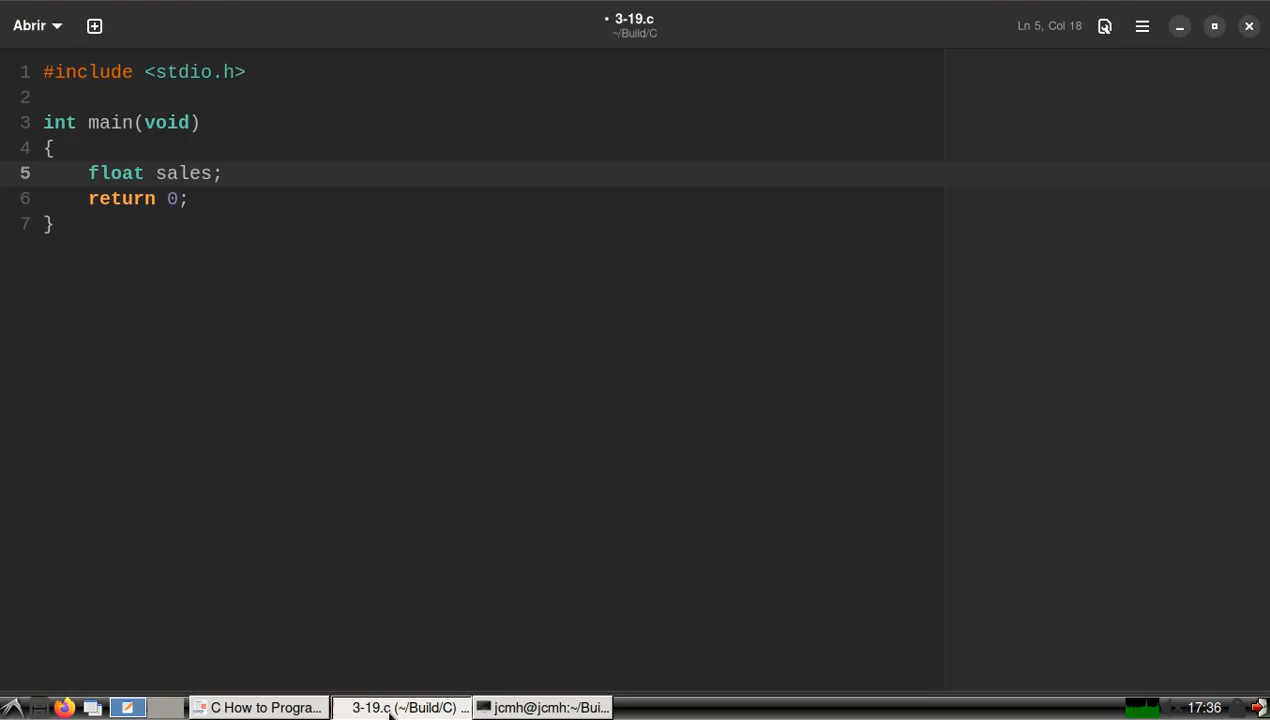 Abrir
• 3-19.c
~/Build/C
Ln 5, Col 18
1 #include <stdio.h>
2
3 int main(void)
4 {
5     float sales;
6     return 0;
7 }
C How to Progra...
3-19.c (~/Build/C) ...
jcmh@jcmh:~/Bui...
17:36